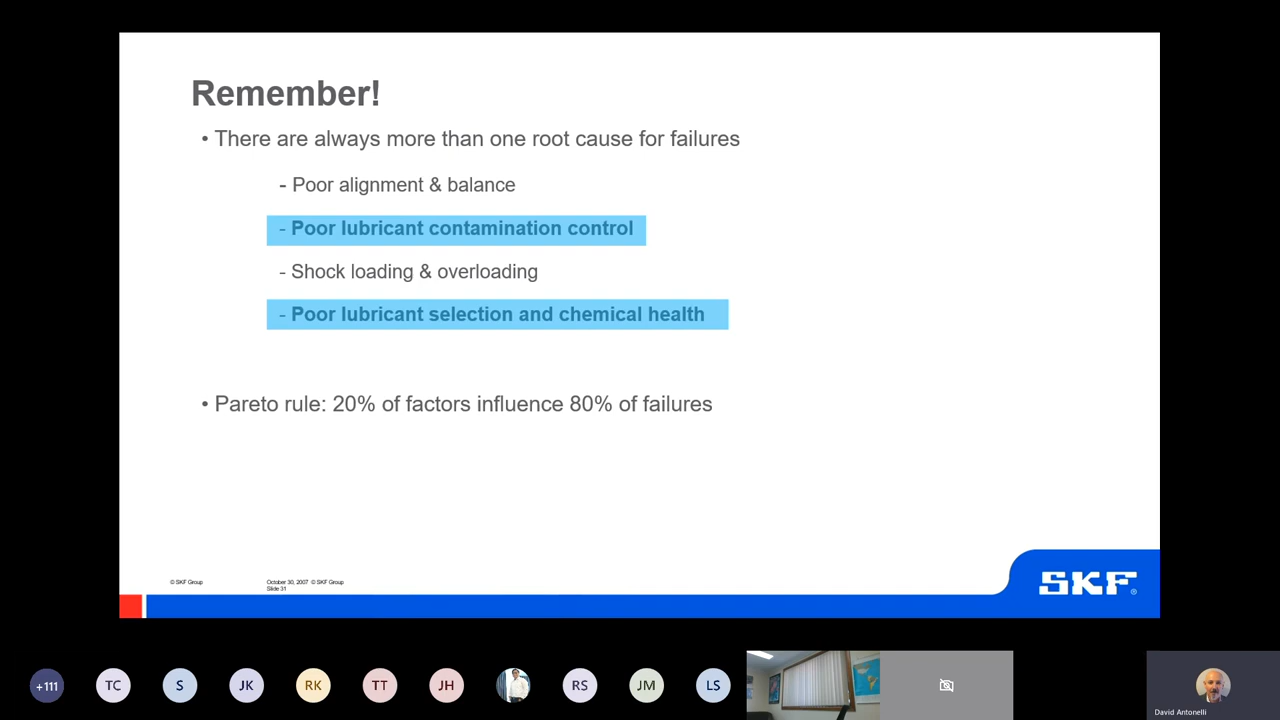 Remember!
• There are always more than one root cause for failures
- Poor alignment & balance
- Poor lubricant contamination control
- Shock loading & overloading
- Poor lubricant selection and chemical health
• Pareto rule: 20% of factors influence 80% of failures
© SKF Group
October 30, 2007 © SKF Group
Slide 31
SKF®
+111 TC S JK RK TT JH RS JM LS
David Antonelli